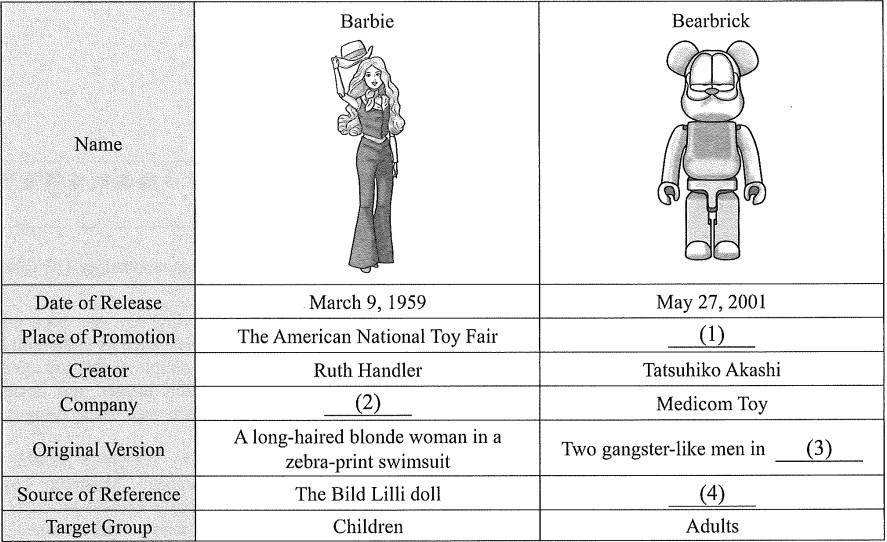 Barbie
Bearbrick
Name
Date of Release
March 9, 1959
May 27, 2001
Place of Promotion
The American National Toy Fair
(1)
Creator
Ruth Handler
Tatsuhiko Akashi
Company
(2)
Medicom Toy
Original Version
A long-haired blonde woman in a
zebra-print swimsuit
Two gangster-like men in (3)
Source of Reference
The Bild Lilli doll
(4)
Target Group
Children
Adults